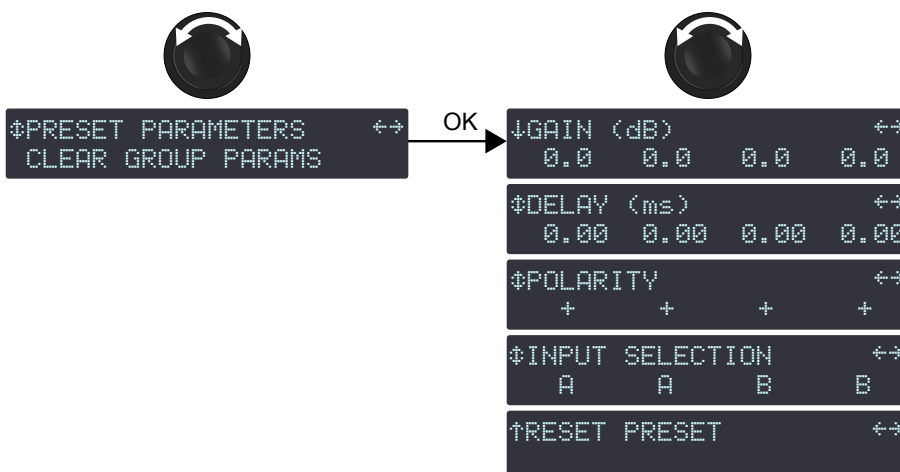 ⇕PRESET PARAMETERS ←→
CLEAR GROUP PARAMS
OK
↓GAIN (dB) ←→
0.0 0.0 0.0 0.0
⇕DELAY (ms) ←→
0.00 0.00 0.00 0.00
⇕POLARITY ←→
+ + + +
⇕INPUT SELECTION ←→
A A B B
↑RESET PRESET ←→